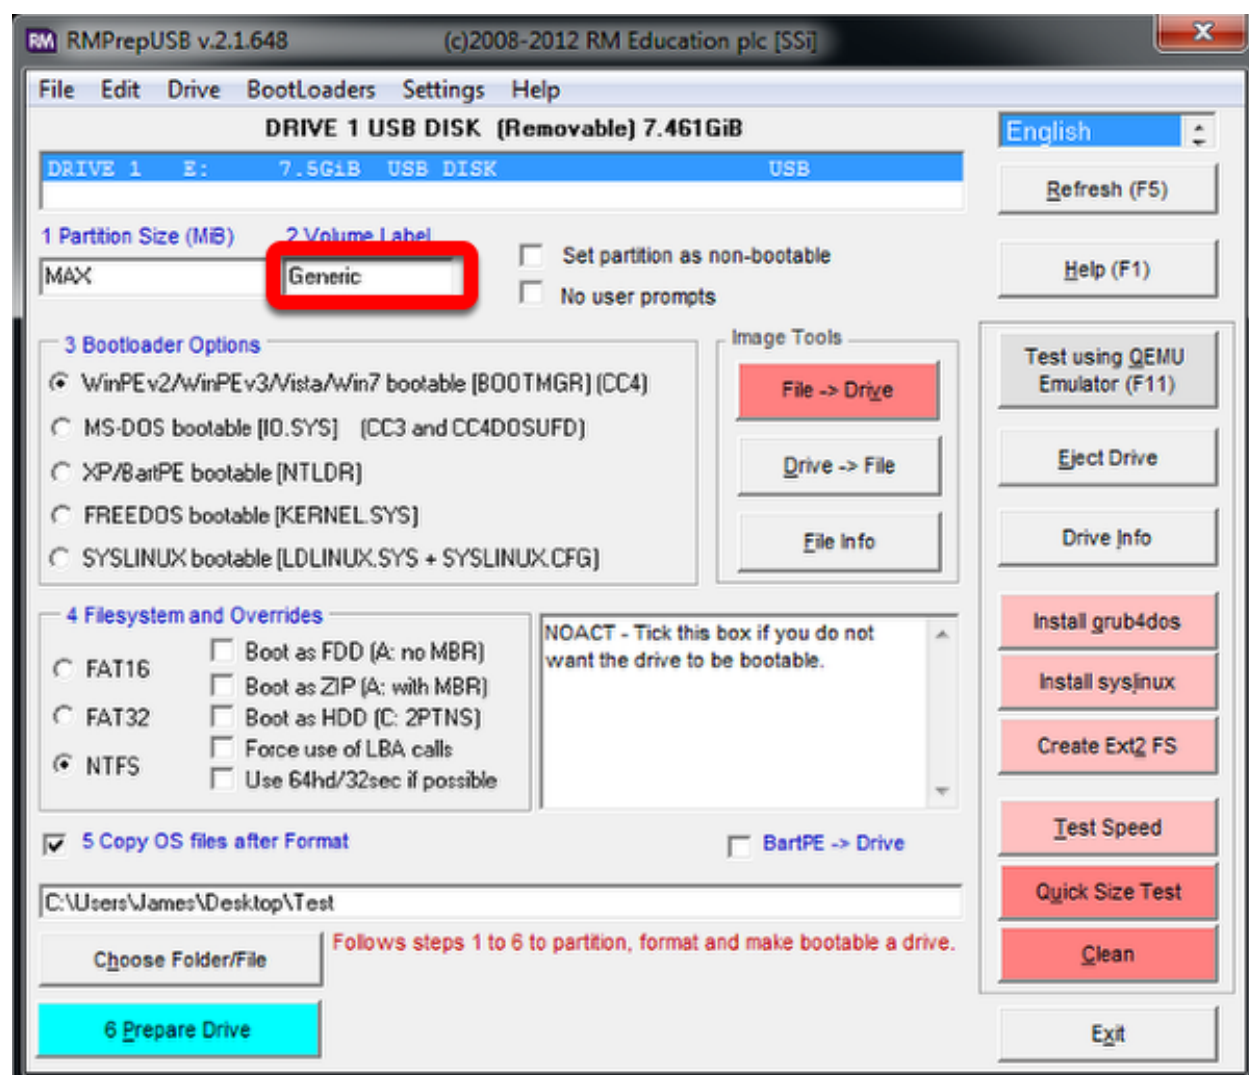 RM RMPrepUSB v.2.1.648 (c)2008-2012 RM Education plc [SSi]
File Edit Drive BootLoaders Settings Help
DRIVE 1 USB DISK (Removable) 7.461GiB
English
DRIVE 1 E: 7.5GiB USB DISK USB
Refresh (F5)
1 Partition Size (MiB) 2 Volume Label
MAX Generic
Set partition as non-bootable
No user prompts
Help (F1)
3 Bootloader Options
WinPEv2/WinPEv3/Vista/Win7 bootable [BOOTMGR] (CC4)
MS-DOS bootable [IO.SYS] (CC3 and CC4DOSUFD)
XP/BartPE bootable [NTLDR]
FREEDOS bootable [KERNEL.SYS]
SYSLINUX bootable [LDLINUX.SYS + SYSLINUX.CFG]
Image Tools
File -> Drive
Drive -> File
File Info
Test using QEMU
Emulator (F11)
Eject Drive
Drive Info
4 Filesystem and Overrides
FAT16
FAT32
NTFS
Boot as FDD (A: no MBR)
Boot as ZIP (A: with MBR)
Boot as HDD (C: 2PTNS)
Force use of LBA calls
Use 64hd/32sec if possible
NOACT - Tick this box if you do not
want the drive to be bootable.
Install grub4dos
Install syslinux
Create Ext2 FS
Test Speed
Quick Size Test
Clean
5 Copy OS files after Format
BartPE -> Drive
C:\Users\James\Desktop\Test
Choose Folder/File
Follows steps 1 to 6 to partition, format and make bootable a drive.
6 Prepare Drive
Exit